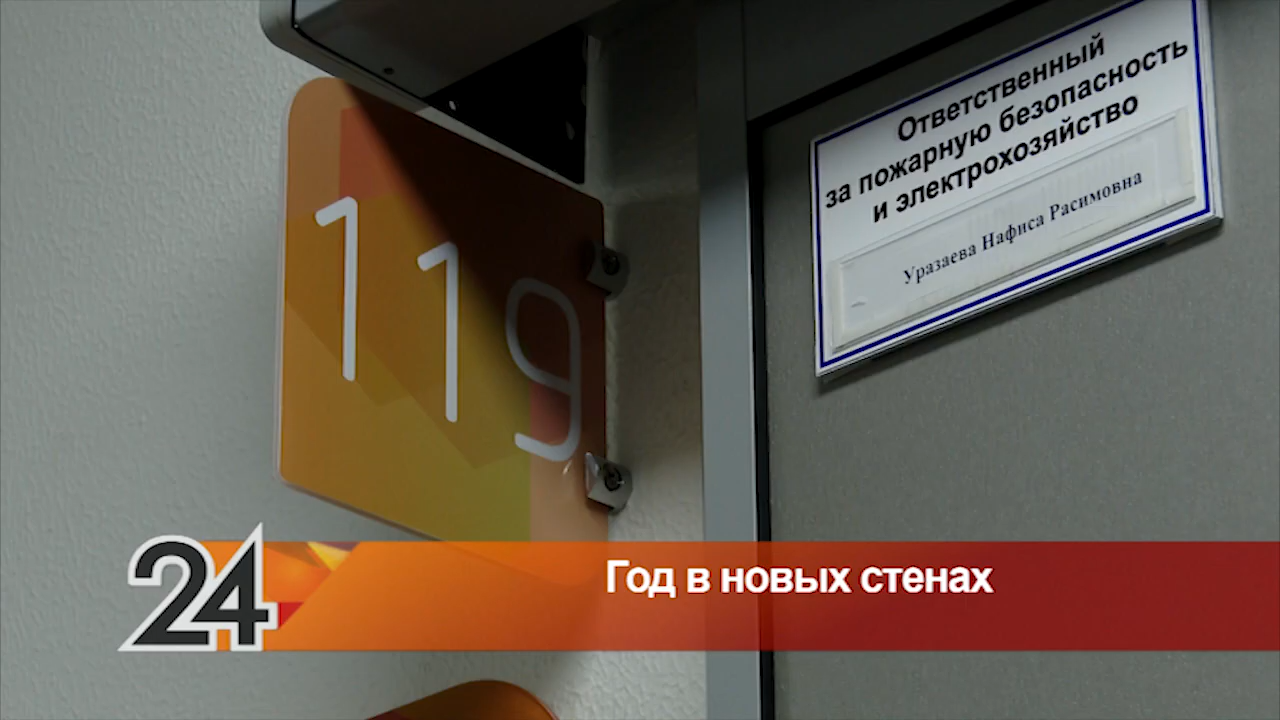 119
Ответственный
за пожарную безопасность
и электрохозяйство
Уразаева Нафиса Расимовна
24
Год в новых стенах